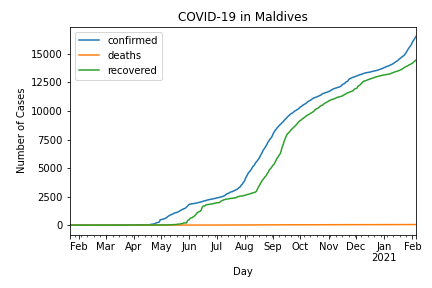 COVID-19 in Maldives
confirmed
deaths
recovered
Number of Cases
15000
12500
10000
7500
5000
2500
0
Feb Mar Apr May Jun Jul Aug Sep Oct Nov Dec Jan Feb
2021
Day